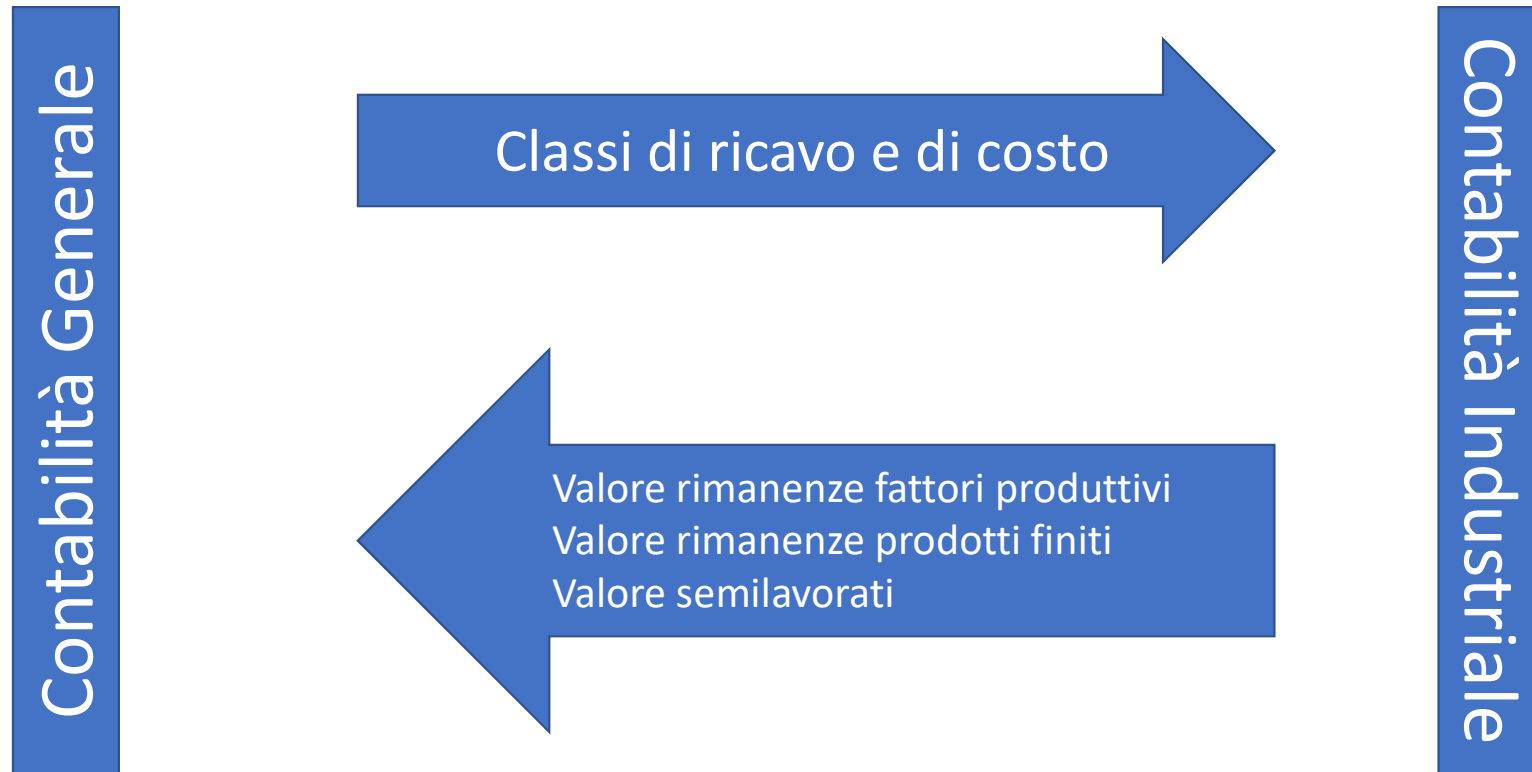 Contabilità Generale
Classi di ricavo e di costo
Valore rimanenze fattori produttivi
Valore rimanenze prodotti finiti
Valore semilavorati
Contabilità Industriale